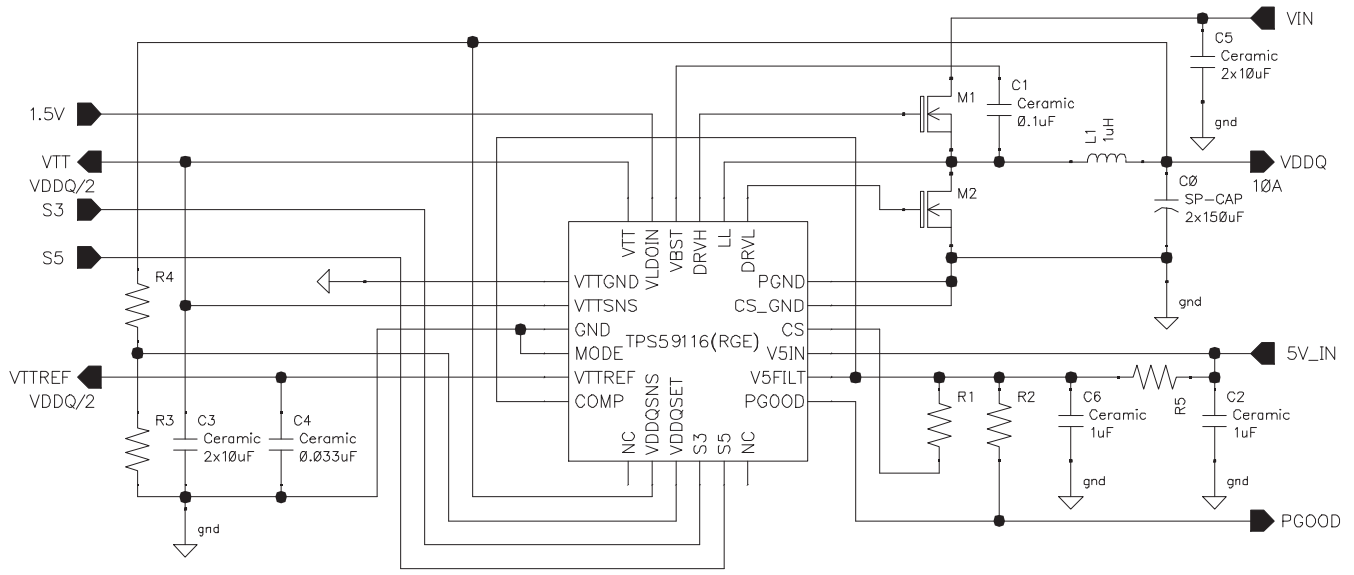 VIN
C5
Ceramic
2x10uF
gnd
C1
Ceramic
0.1uF
M1
L1
1uH
1.5V
VTT
VDDQ/2
S3
S5
VDDQ
10A
C0
SP-CAP
2x150uF
gnd
M2
R4
VTT
VLDOIN
VBST
DRVH
LL
DRVL
VTTGND
VTTSNS
GND
MODE
VTTREF
COMP
TPS59116(RGE)
PGND
CS_GND
CS
V5IN
V5FILT
PGOOD
NC
VDDQSNS
VDDQSET
S3
S5
NC
5V_IN
VTTREF
VDDQ/2
R3
C3
Ceramic
2x10uF
C4
Ceramic
0.033uF
gnd
R1
R2
C6
Ceramic
1uF
gnd
R5
C2
Ceramic
1uF
gnd
PGOOD